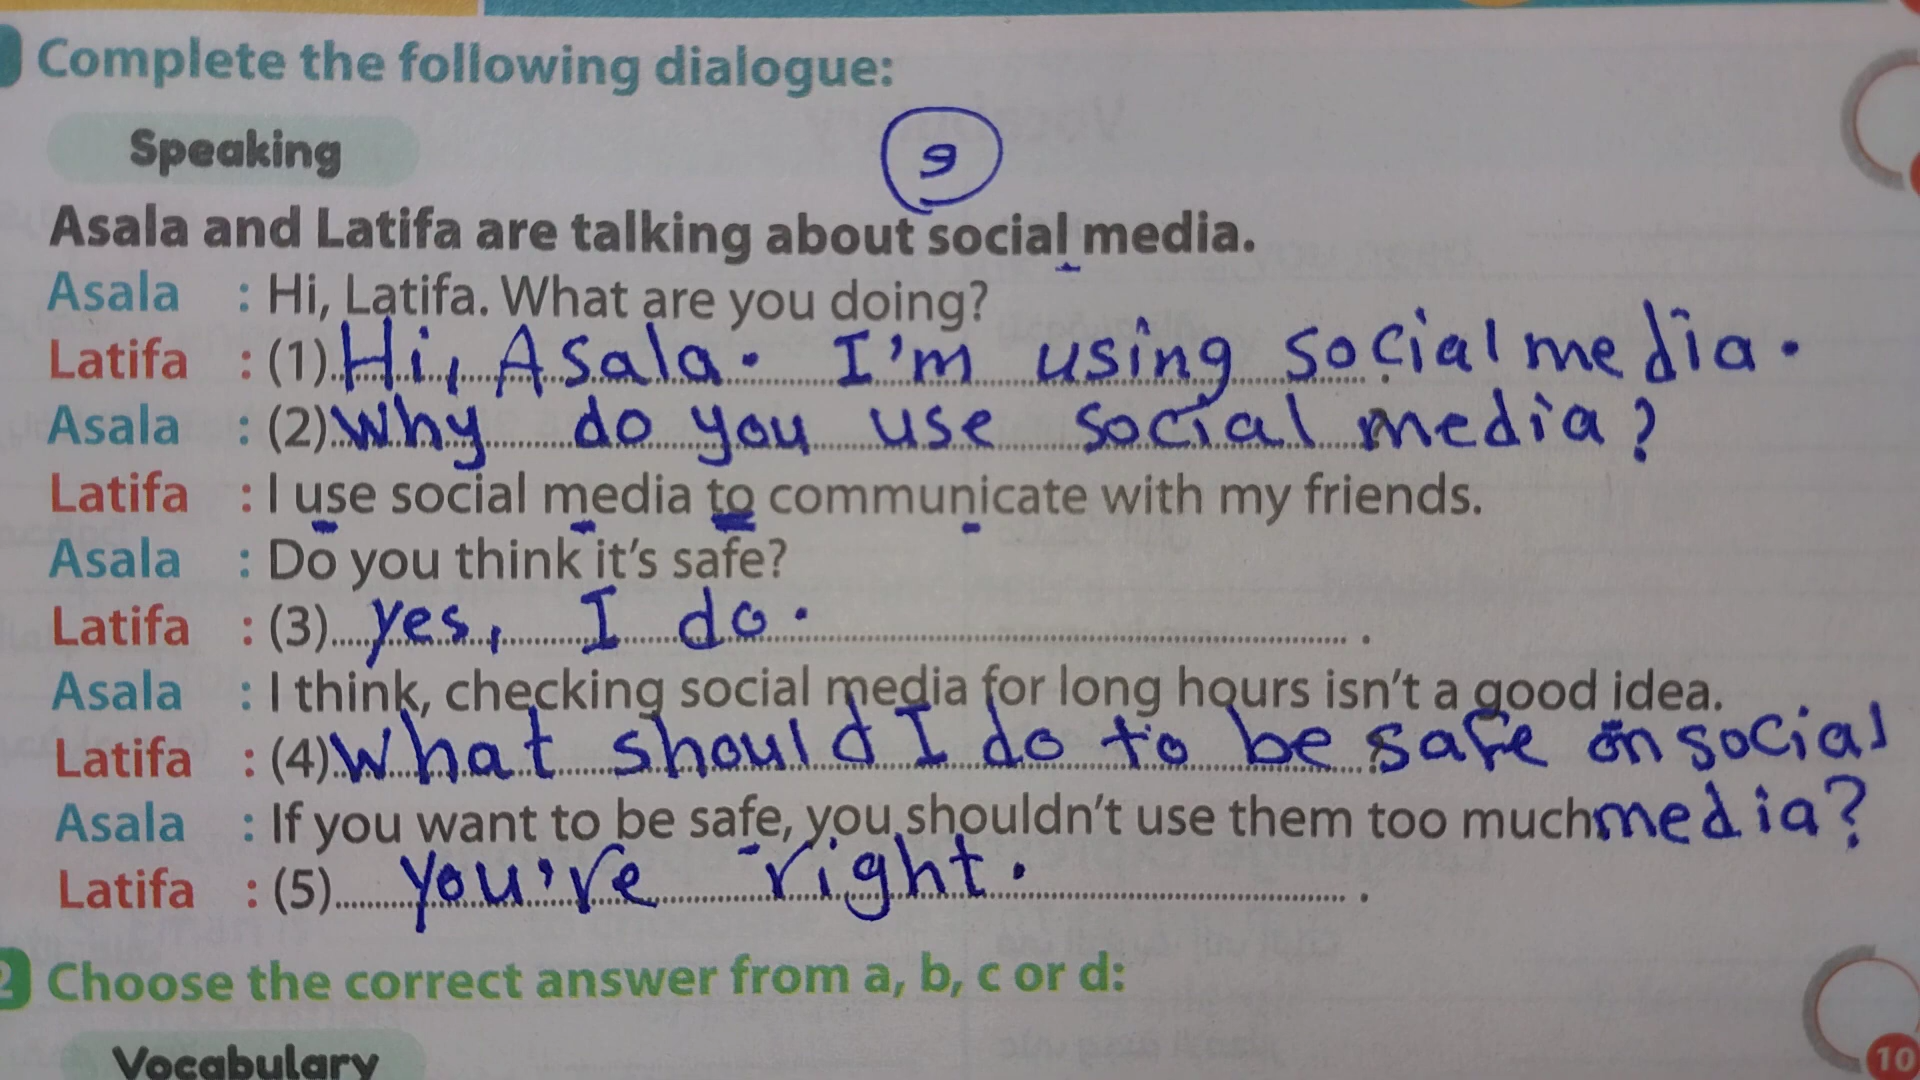 Complete the following dialogue:
Speaking
9
Asala and Latifa are talking about social media.
Asala : Hi, Latifa. What are you doing?
Latifa : (1) Hi, Asala. I'm using social media.
Asala : (2) Why do you use social media?
Latifa : I use social media to communicate with my friends.
Asala : Do you think it's safe?
Latifa : (3) yes, I do.
Asala : I think, checking social media for long hours isn't a good idea.
Latifa : (4) What should I do to be safe on social
Asala : If you want to be safe, you shouldn't use them too much media?
Latifa : (5) You're right.
2 Choose the correct answer from a, b, c or d:
Vocabulary
10